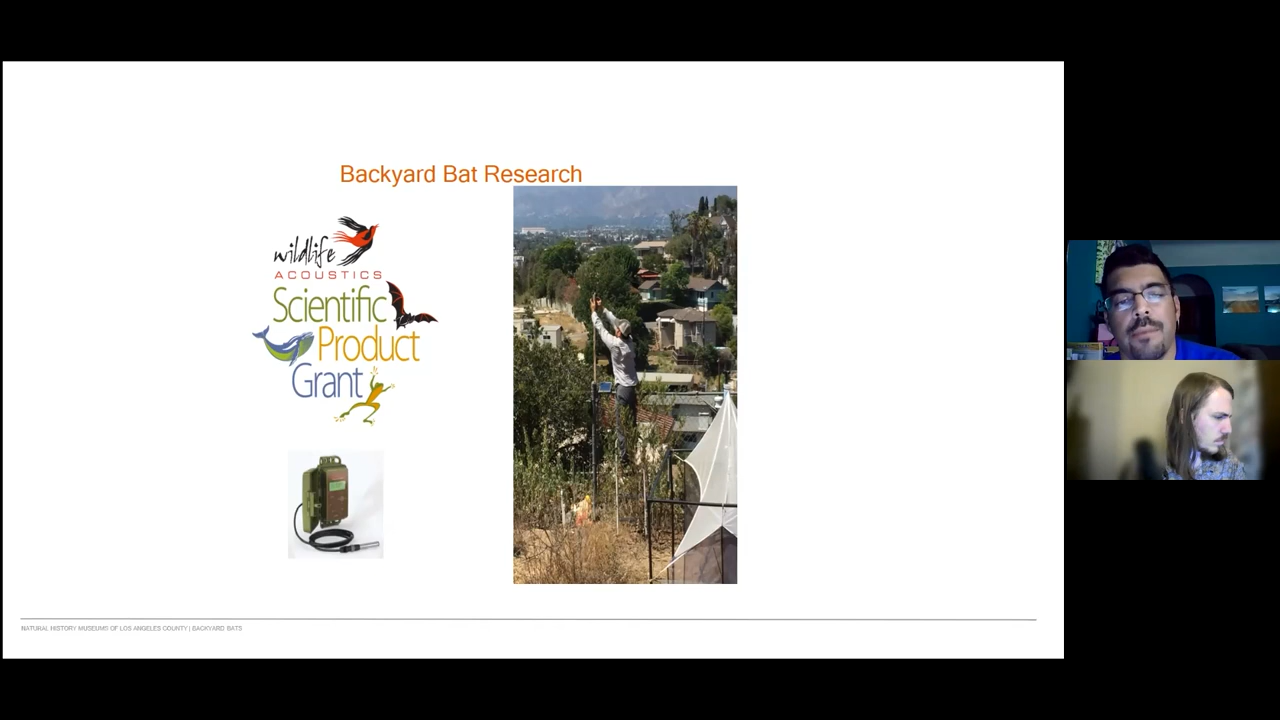 Backyard Bat Research
wildlife
ACOUSTICS
Scientific
Product
Grant
NATURAL HISTORY MUSEUMS OF LOS ANGELES COUNTY | BACKYARD BATS